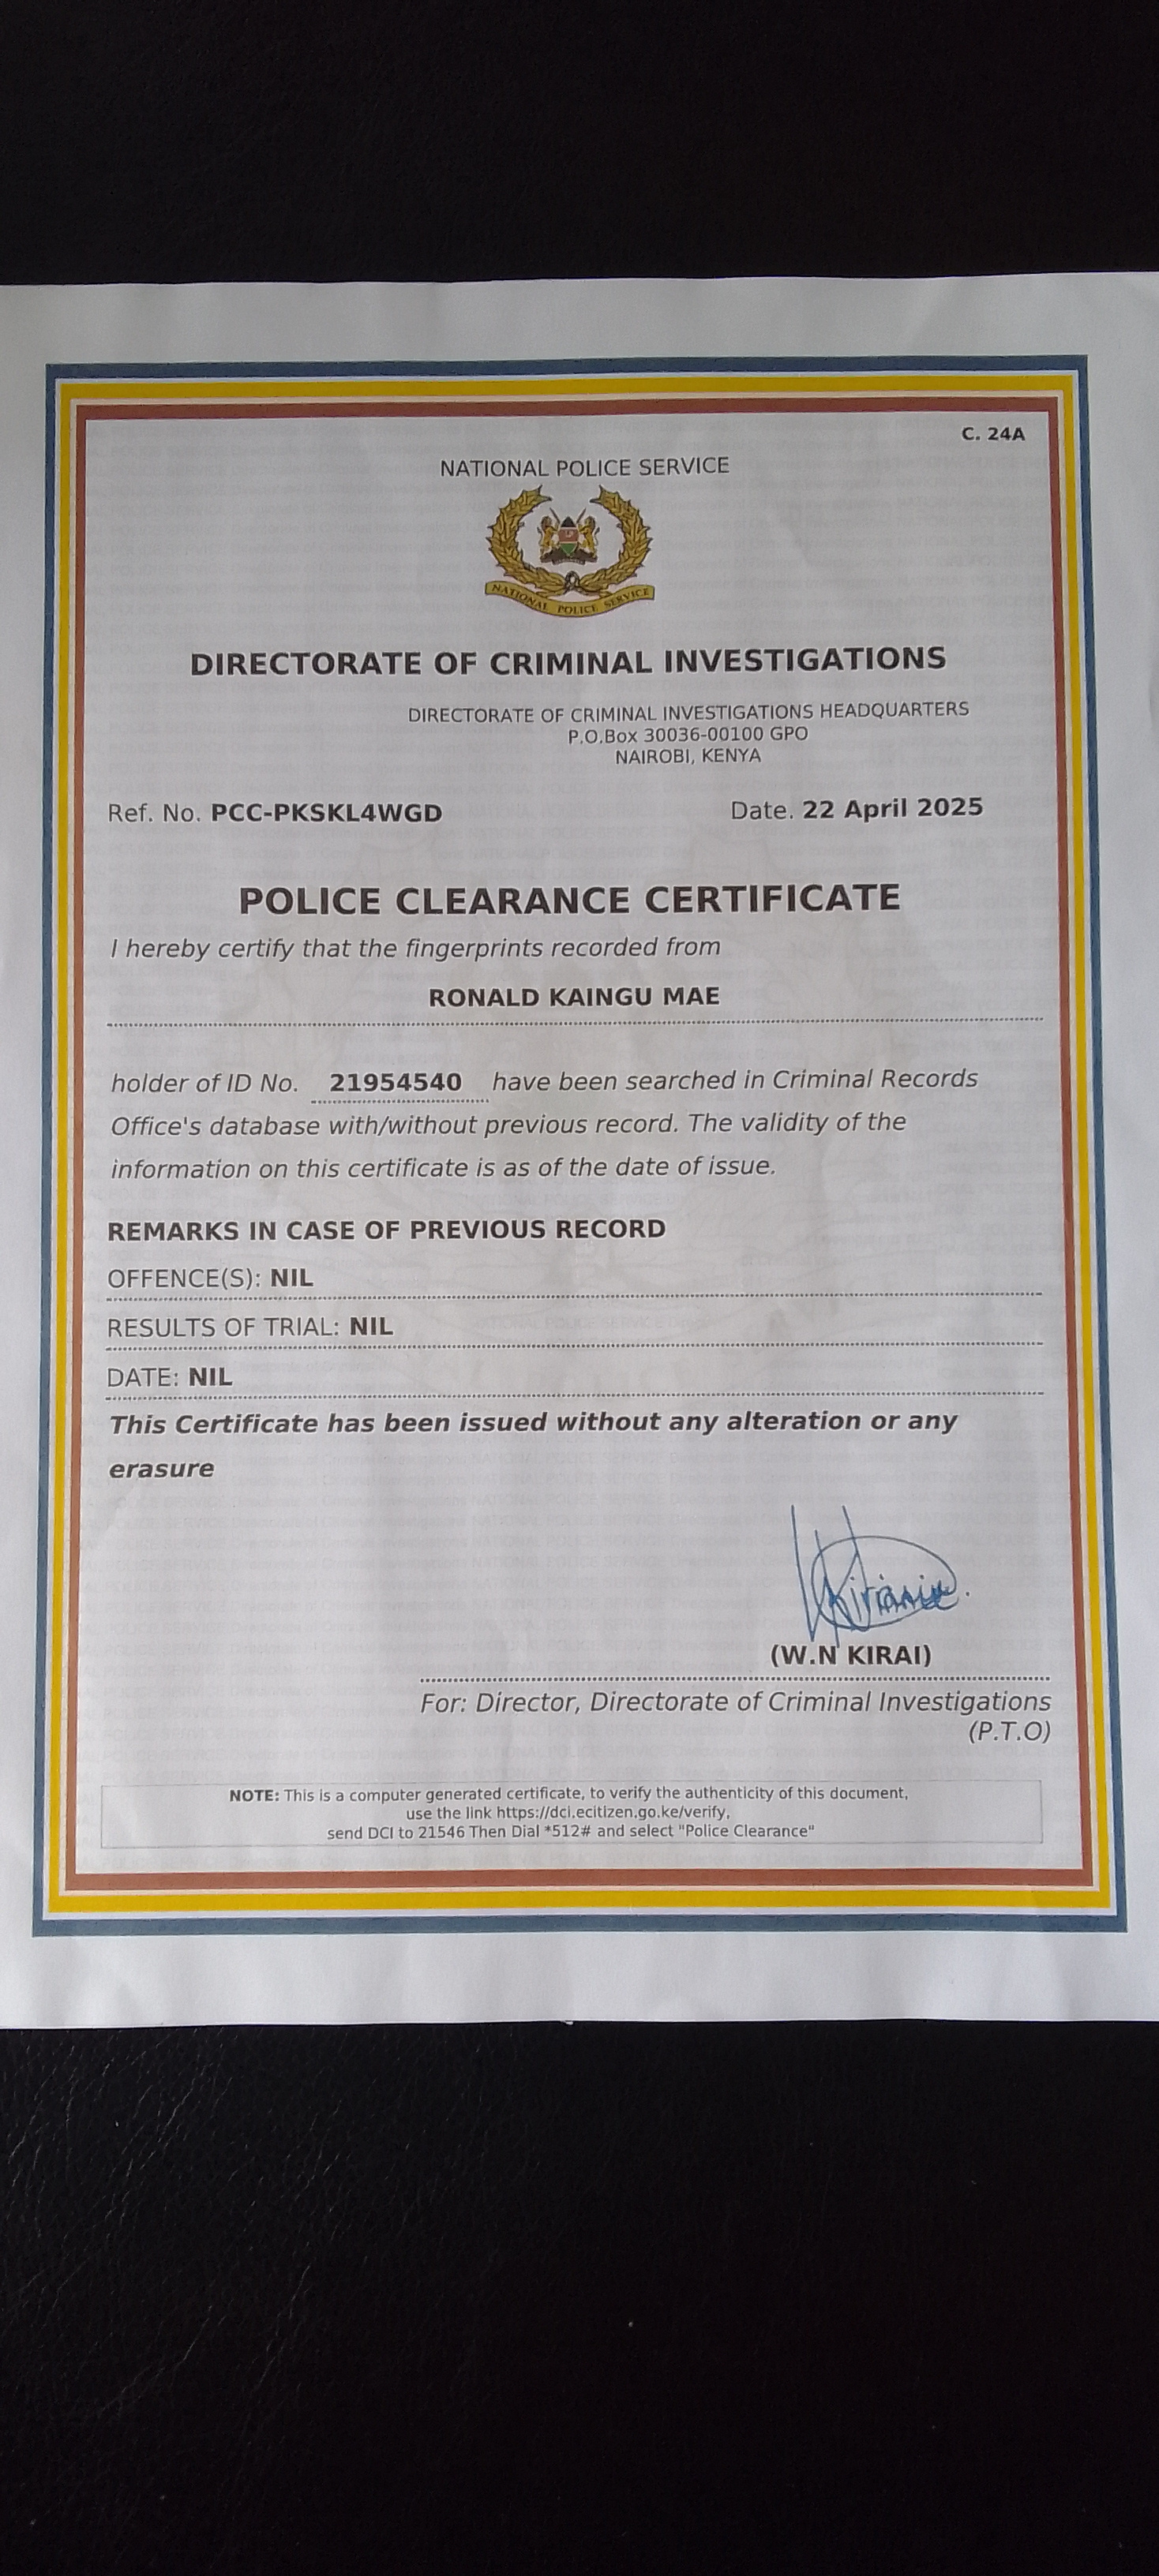 C. 24A
NATIONAL POLICE SERVICE
NATIONAL POLICE SERVICE
DIRECTORATE OF CRIMINAL INVESTIGATIONS
DIRECTORATE OF CRIMINAL INVESTIGATIONS HEADQUARTERS
P.O.Box 30036-00100 GPO
NAIROBI, KENYA
Ref. No. PCC-PKSKL4WGD Date. 22 April 2025
POLICE CLEARANCE CERTIFICATE
I hereby certify that the fingerprints recorded from
RONALD KAINGU MAE
holder of ID No. 21954540 have been searched in Criminal Records
Office's database with/without previous record. The validity of the
information on this certificate is as of the date of issue.
REMARKS IN CASE OF PREVIOUS RECORD
OFFENCE(S): NIL
RESULTS OF TRIAL: NIL
DATE: NIL
This Certificate has been issued without any alteration or any
erasure
(W.N KIRAI)
For: Director, Directorate of Criminal Investigations
(P.T.O)
NOTE: This is a computer generated certificate, to verify the authenticity of this document,
use the link https://dci.ecitizen.go.ke/verify,
send DCI to 21546 Then Dial *512# and select "Police Clearance"